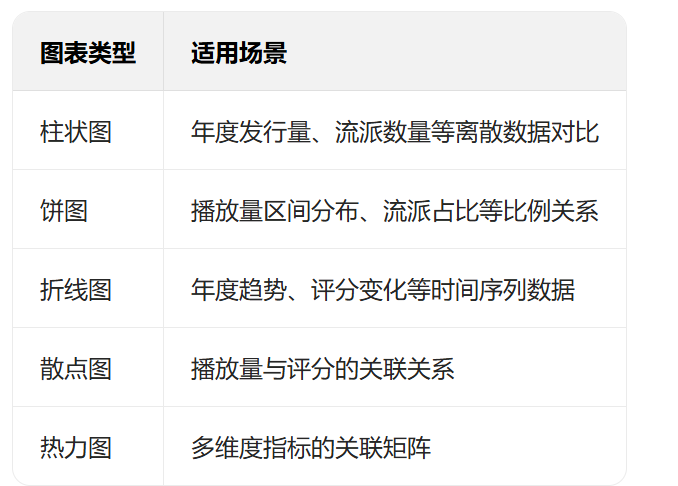 图表类型 适用场景
柱状图 年度发行量、流派数量等离散数据对比
饼图 播放量区间分布、流派占比等比例关系
折线图 年度趋势、评分变化等时间序列数据
散点图 播放量与评分的关联关系
热力图 多维度指标的关联矩阵